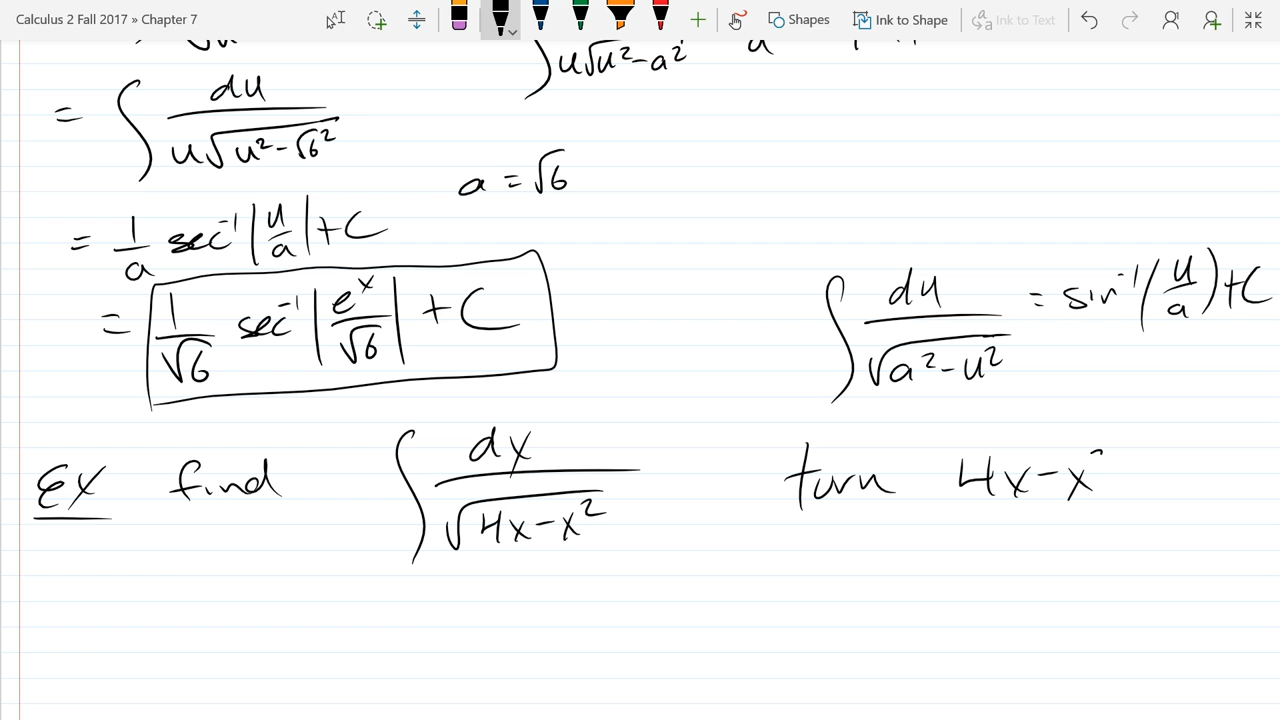 Calculus 2 Fall 2017 » Chapter 7
Shapes
Ink to Shape
Ink to Text
∫ u√u²-a²
= ∫ du / u√u²-√6²
a = √6
= 1/a sec⁻¹|u/a|+C
= 1/√6 sec⁻¹|eˣ/√6| + C
∫ du / √a²-u² = sin⁻¹(u/a)+C
EX find ∫ dx / √4x-x²
turn 4x-x²